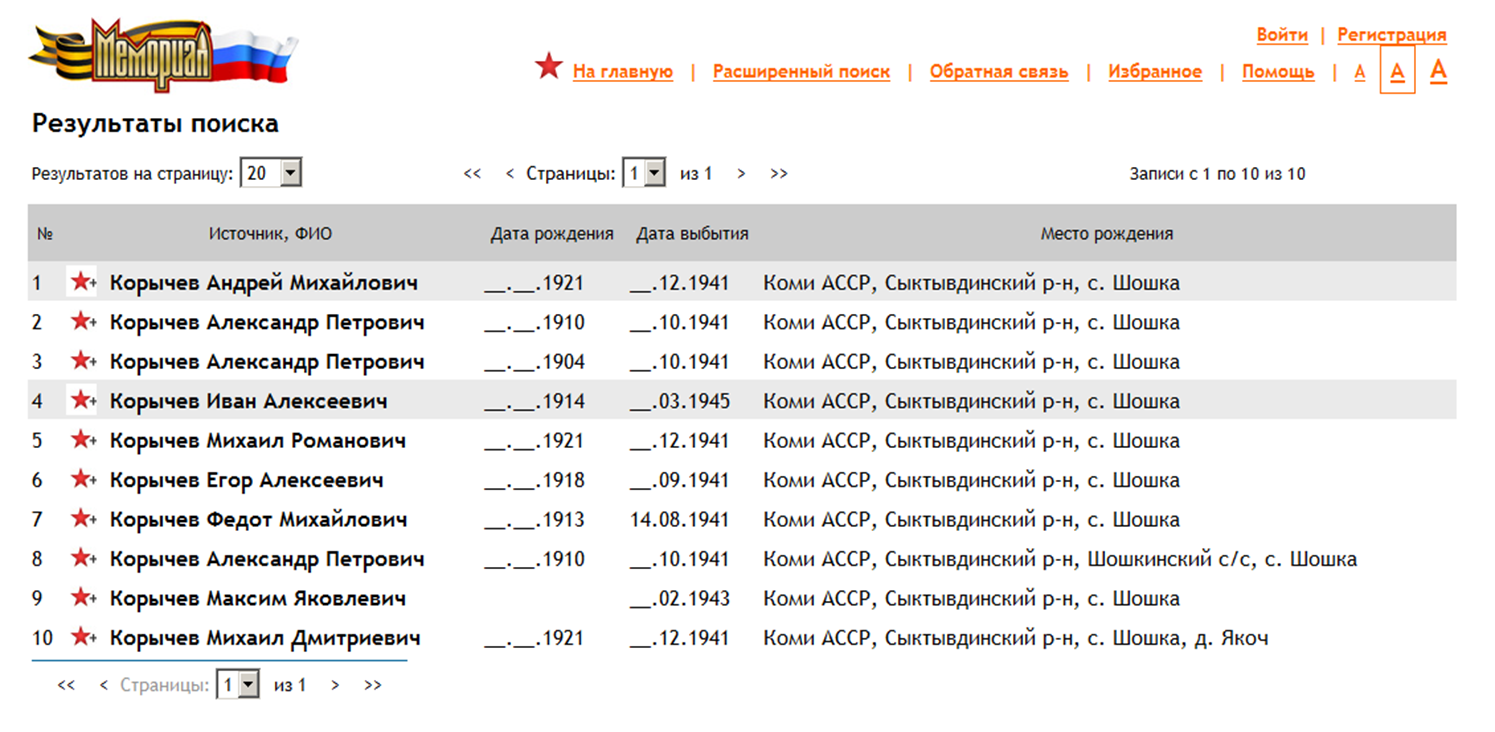 Мемориал
Войти | Регистрация
На главную | Расширенный поиск | Обратная связь | Избранное | Помощь | А А А
Результаты поиска
Результатов на страницу: 20 << < Страницы: 1 из 1 > >> Записи с 1 по 10 из 10
№ Источник, ФИО Дата рождения Дата выбытия Место рождения
1 + Корычев Андрей Михайлович __.__.1921 __.12.1941 Коми АССР, Сыктывдинский р-н, с. Шошка
2 + Корычев Александр Петрович __.__.1910 __.10.1941 Коми АССР, Сыктывдинский р-н, с. Шошка
3 + Корычев Александр Петрович __.__.1904 __.10.1941 Коми АССР, Сыктывдинский р-н, с. Шошка
4 + Корычев Иван Алексеевич __.__.1914 __.03.1945 Коми АССР, Сыктывдинский р-н, с. Шошка
5 + Корычев Михаил Романович __.__.1921 __.12.1941 Коми АССР, Сыктывдинский р-н, с. Шошка
6 + Корычев Егор Алексеевич __.__.1918 __.09.1941 Коми АССР, Сыктывдинский р-н, с. Шошка
7 + Корычев Федот Михайлович __.__.1913 14.08.1941 Коми АССР, Сыктывдинский р-н, с. Шошка
8 + Корычев Александр Петрович __.__.1910 __.10.1941 Коми АССР, Сыктывдинский р-н, Шошкинский с/с, с. Шошка
9 + Корычев Максим Яковлевич __.02.1943 Коми АССР, Сыктывдинский р-н, с. Шошка
10 + Корычев Михаил Дмитриевич __.__.1921 __.12.1941 Коми АССР, Сыктывдинский р-н, с. Шошка, д. Якоч
<< < Страницы: 1 из 1 > >>